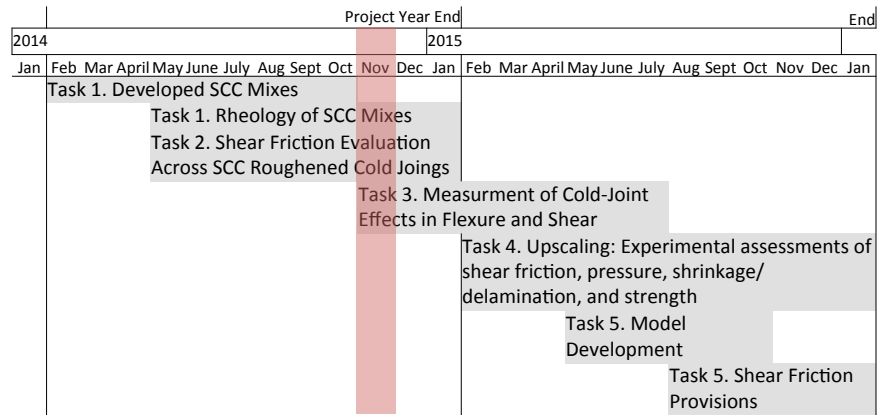 Project Year End
End
2014
2015
Jan Feb Mar April May June July Aug Sept Oct Nov Dec Jan Feb Mar April May June July Aug Sept Oct Nov Dec Jan
Task 1. Developed SCC Mixes
Task 1. Rheology of SCC Mixes
Task 2. Shear Friction Evaluation
Across SCC Roughened Cold Joings
Task 3. Measurment of Cold-Joint
Effects in Flexure and Shear
Task 4. Upscaling: Experimental assessments of
shear friction, pressure, shrinkage/
delamination, and strength
Task 5. Model
Development
Task 5. Shear Friction
Provisions